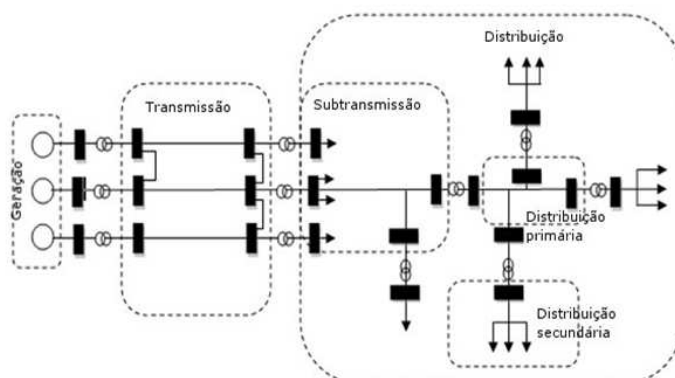 Distribuição
Transmissão
Subtransmissão
Geração
Distribuição
primária
Distribuição
secundária